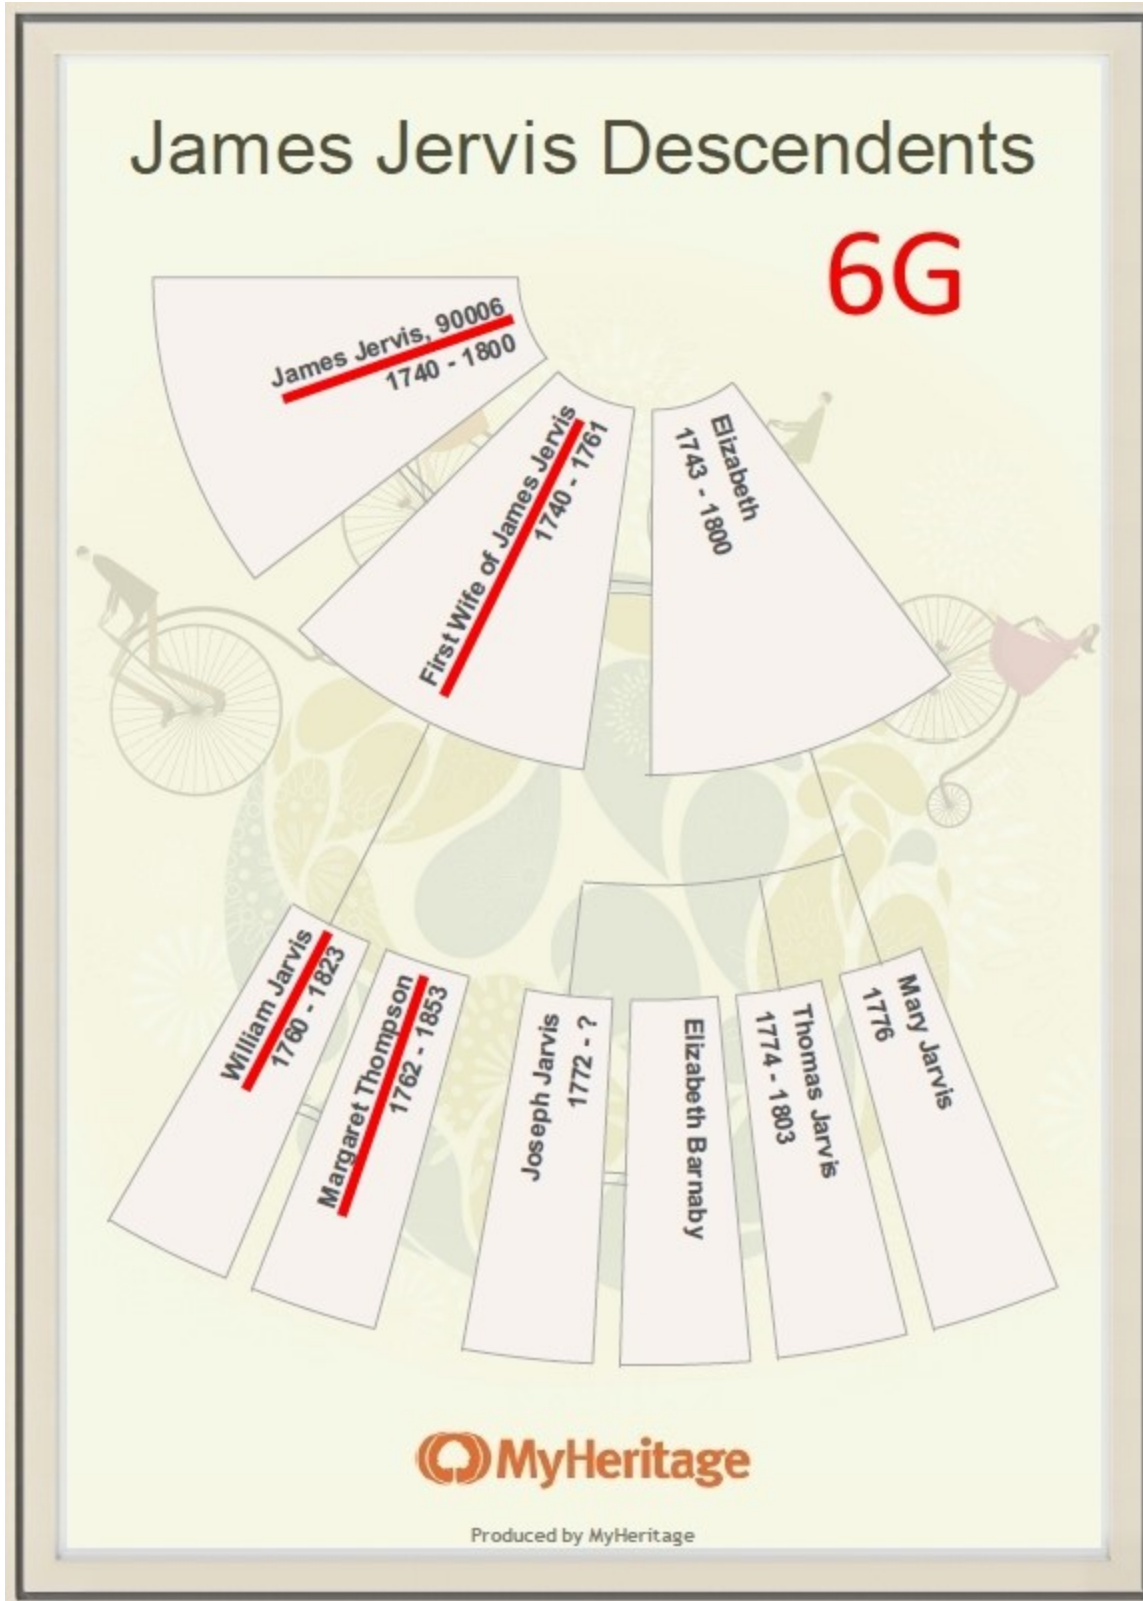 James Jervis Descendents
6G
James Jervis, 90006
1740 - 1800
First Wife of James Jervis
1740 - 1761
Elizabeth
1743 - 1800
William Jarvis
1760 - 1823
Margaret Thompson
1762 - 1853
Joseph Jarvis
1772 - ?
Elizabeth Barnaby
Thomas Jarvis
1774 - 1803
Mary Jarvis
1776
MyHeritage
Produced by MyHeritage